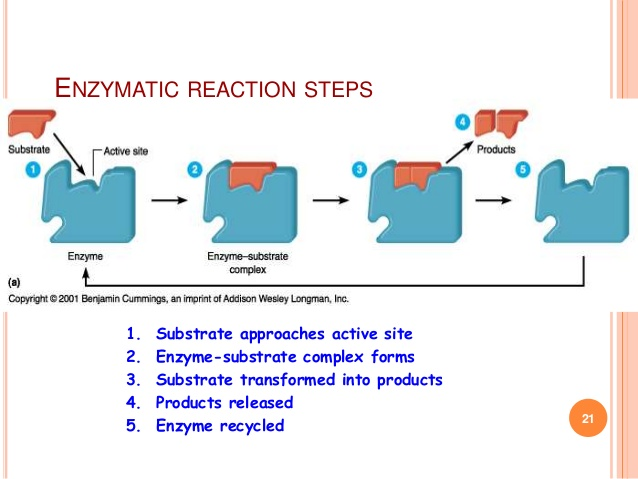 ENZYMATIC REACTION STEPS
Substrate
Active site
4
Products
1
2
3
5
Enzyme
Enzyme–substrate
complex
(a)
Copyright © 2001 Benjamin Cummings, an imprint of Addison Wesley Longman, Inc.
1. Substrate approaches active site
2. Enzyme-substrate complex forms
3. Substrate transformed into products
4. Products released
5. Enzyme recycled
21